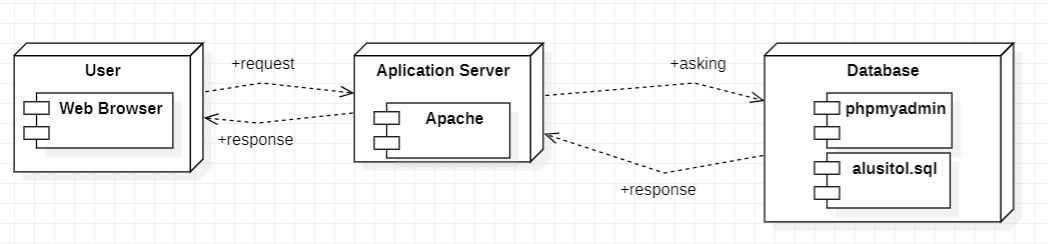 User
Web Browser
+request
+response
Aplication Server
Apache
+asking
+response
Database
phpmyadmin
alusitol.sql